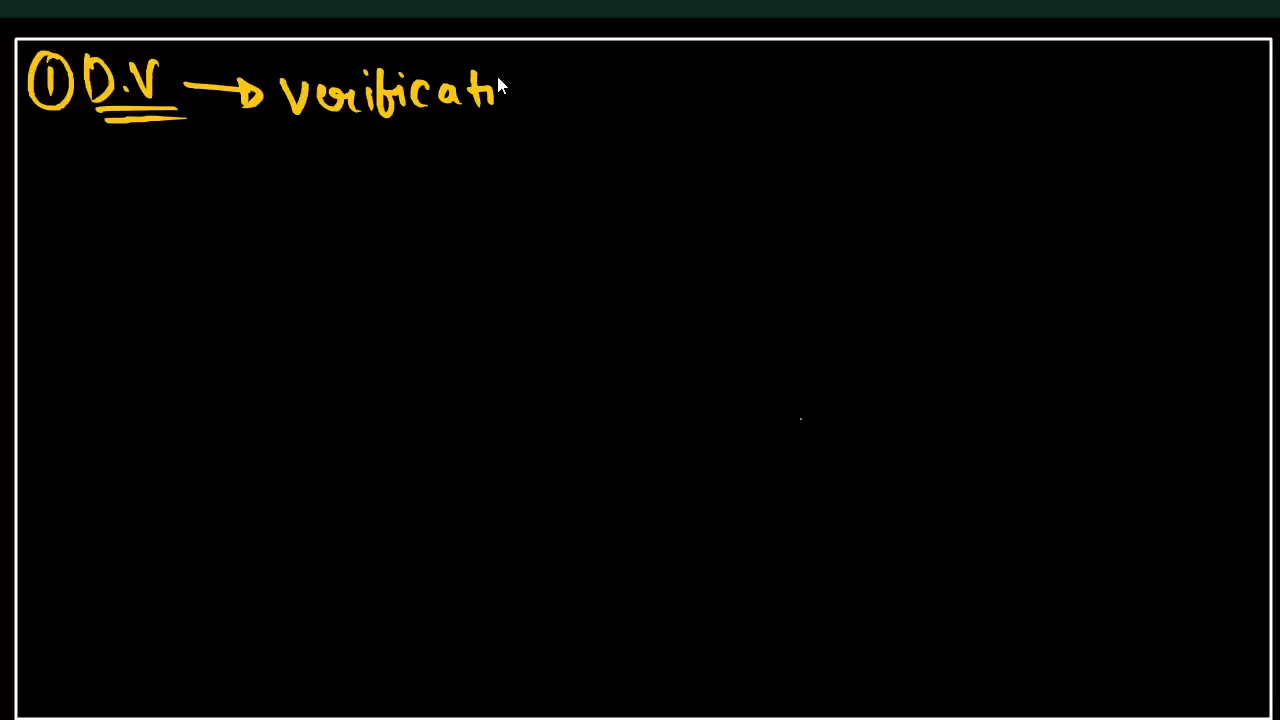 ① D.V → verificati